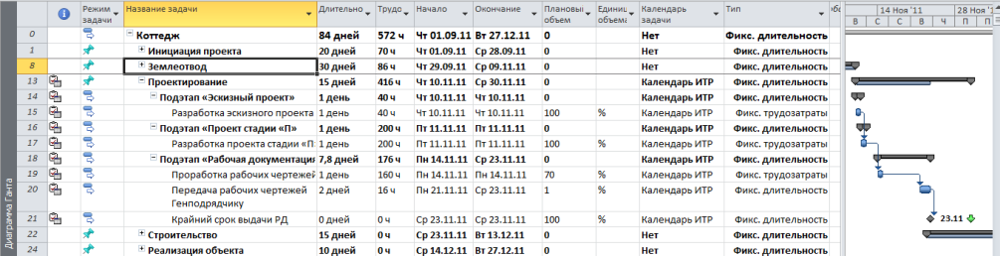 Режим задачи Название задачи Длительно Трудо Начало Окончание Плановы объем Единиц объема Календарь задачи Тип 14 Ноя '11 28 Ноя '1
В С С В Ч П П
0 Коттедж 84 дней 572 ч Чт 01.09.11 Вт 27.12.11 0 Нет Фикс. длительность
1 Инициация проекта 20 дней 70 ч Чт 01.09.11 Ср 28.09.11 0 Нет Фикс. длительность
8 Землеотвод 30 дней 86 ч Чт 29.09.11 Ср 09.11.11 0 Нет Фикс. длительность
13 Проектирование 15 дней 416 ч Чт 10.11.11 Ср 30.11.11 0 Календарь ИТР Фикс. длительность
14 Подэтап «Эскизный проект» 1 день 40 ч Чт 10.11.11 Чт 10.11.11 0 Календарь ИТР Фикс. длительность
15 Разработка эскизного проекта 1 день 40 ч Чт 10.11.11 Чт 10.11.11 100 % Календарь ИТР Фикс. трудозатраты
16 Подэтап «Проект стадии «П» 1 день 200 ч Пт 11.11.11 Пт 11.11.11 0 Календарь ИТР Фикс. длительность
17 Разработка проекта стадии «П 1 день 200 ч Пт 11.11.11 Пт 11.11.11 100 % Календарь ИТР Фикс. трудозатраты
18 Подэтап «Рабочая документация 7,8 дней 176 ч Пн 14.11.11 Ср 23.11.11 0 Календарь ИТР Фикс. длительность
19 Проработка рабочих чертежей 1 день 160 ч Пн 14.11.11 Пн 14.11.11 70 % Календарь ИТР Фикс. трудозатраты
20 Передача рабочих чертежей 2 дней 16 ч Пн 21.11.11 Ср 23.11.11 1 Календарь ИТР Фикс. длительность
Генподрядчику
21 Крайний срок выдачи РД 0 дней 0 ч Ср 23.11.11 Ср 23.11.11 100 % Календарь ИТР Фикс. длительность 23.11
22 Строительство 15 дней 0 ч Ср 23.11.11 Вт 13.12.11 0 Нет Фикс. длительность
24 Реализация объекта 10 дней 0 ч Ср 14.12.11 Вт 27.12.11 0 Нет Фикс. длительность
Диаграмма Ганта